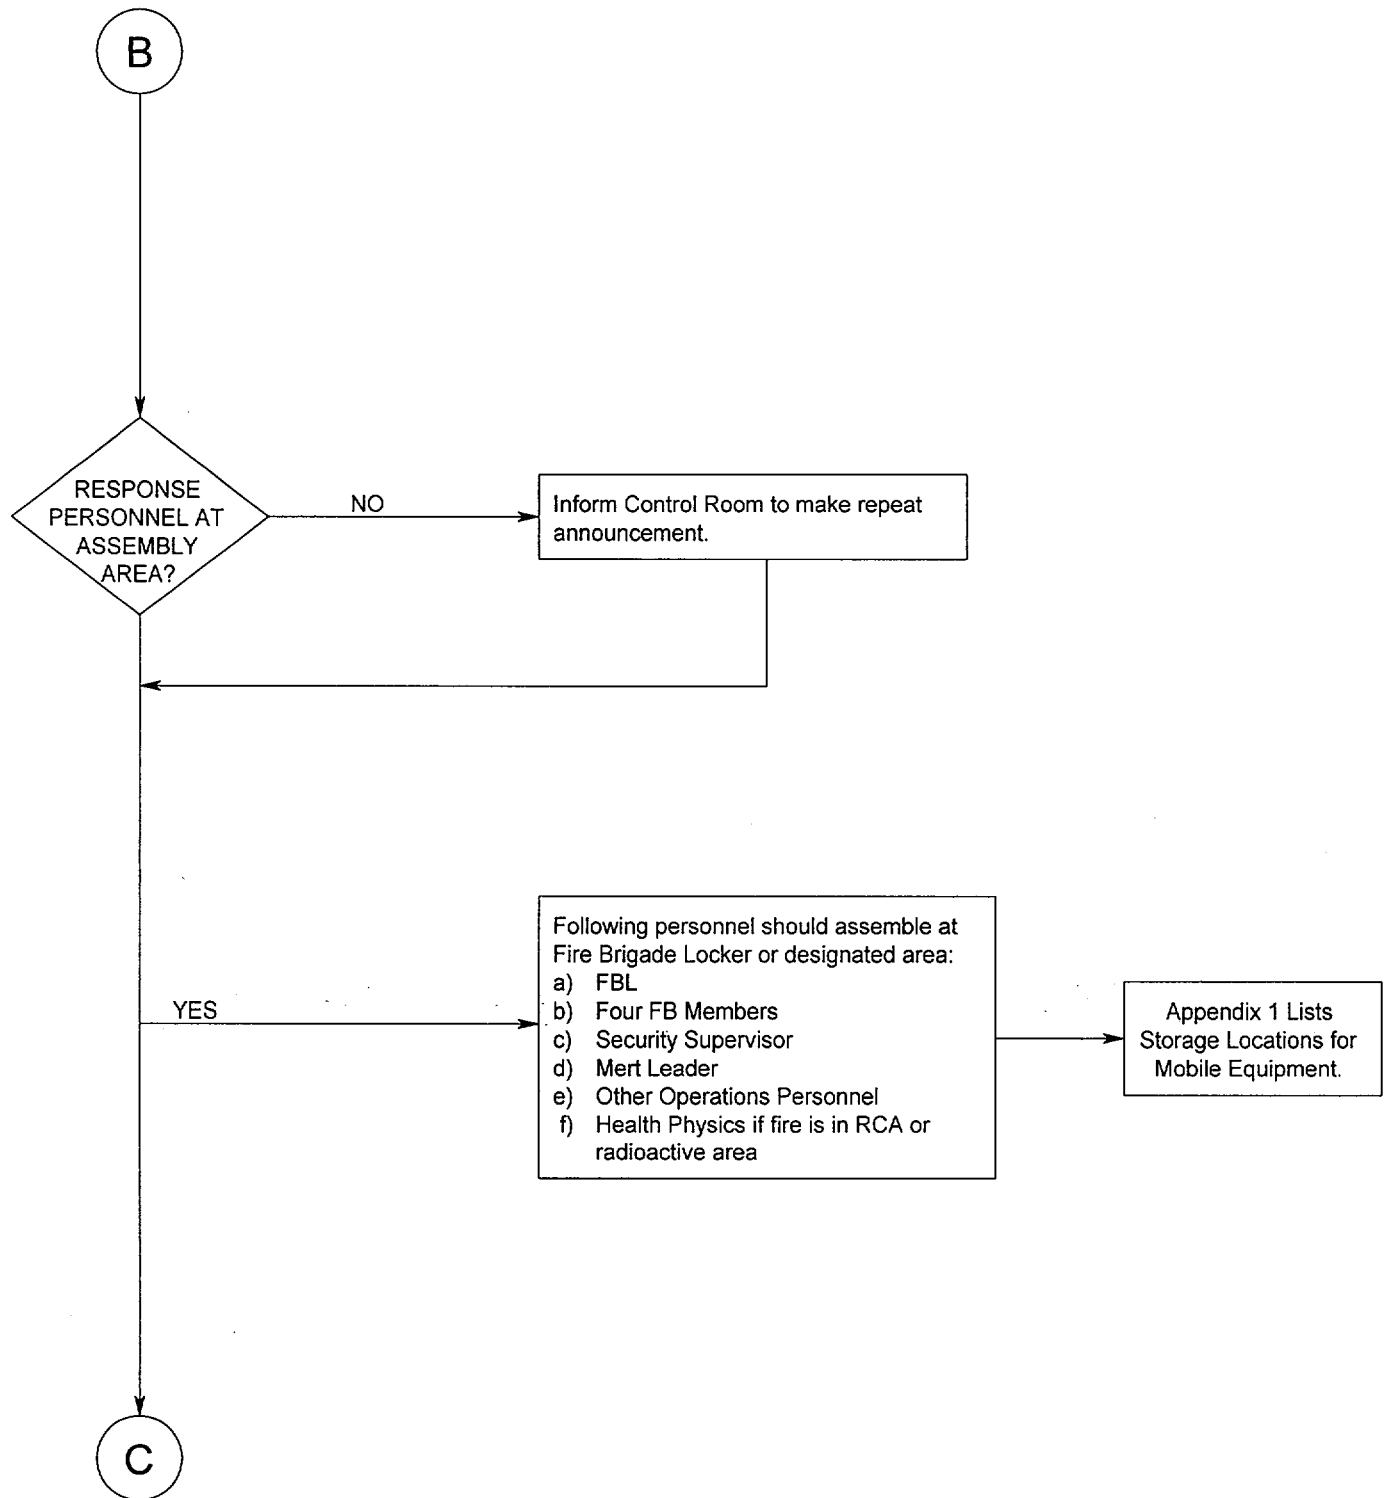 B
RESPONSE
PERSONNEL AT
ASSEMBLY
AREA?
NO
Inform Control Room to make repeat
announcement.
YES
Following personnel should assemble at
Fire Brigade Locker or designated area:
a) FBL
b) Four FB Members
c) Security Supervisor
d) Mert Leader
e) Other Operations Personnel
f) Health Physics if fire is in RCA or
radioactive area
Appendix 1 Lists
Storage Locations for
Mobile Equipment.
C